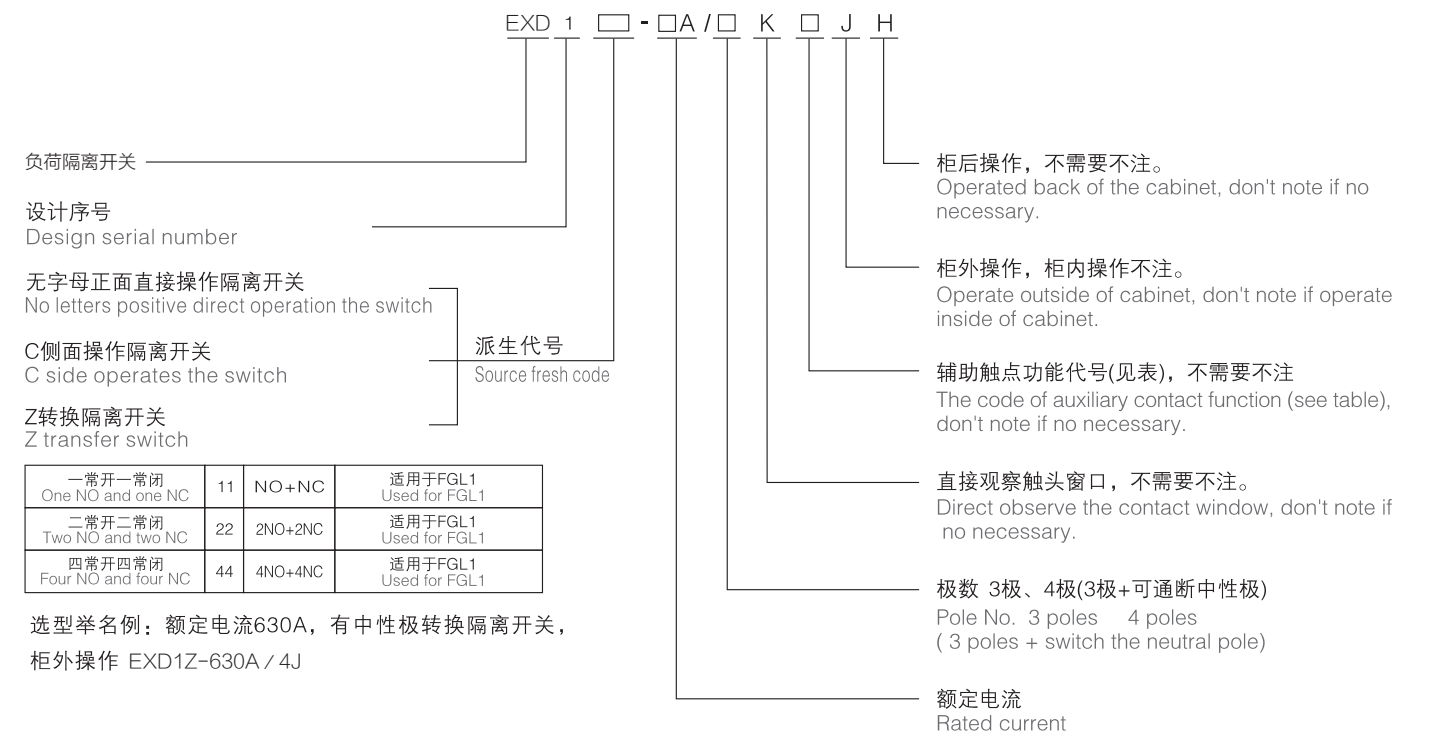 EXD 1 □ - □A / □ K □ J H
负荷隔离开关
设计序号
Design serial number
无字母正面直接操作隔离开关
No letters positive direct operation the switch
C侧面操作隔离开关
C side operates the switch
Z转换隔离开关
Z transfer switch
派生代号
Source fresh code
一常开一常闭 11 NO+NC 适用于FGL1
One NO and one NC Used for FGL1
二常开二常闭 22 2NO+2NC 适用于FGL1
Two NO and two NC Used for FGL1
四常开四常闭 44 4NO+4NC 适用于FGL1
Four NO and four NC Used for FGL1
选型举名例：额定电流630A，有中性极转换隔离开关，
柜外操作 EXD1Z-630A / 4J
柜后操作，不需要不注。
Operated back of the cabinet, don't note if no
necessary.
柜外操作，柜内操作不注。
Operate outside of cabinet, don't note if operate
inside of cabinet.
辅助触点功能代号(见表)，不需要不注
The code of auxiliary contact function (see table),
don't note if no necessary.
直接观察触头窗口，不需要不注。
Direct observe the contact window, don't note if
no necessary.
极数 3极、4极(3极+可通断中性极)
Pole No. 3 poles 4 poles
( 3 poles + switch the neutral pole)
额定电流
Rated current